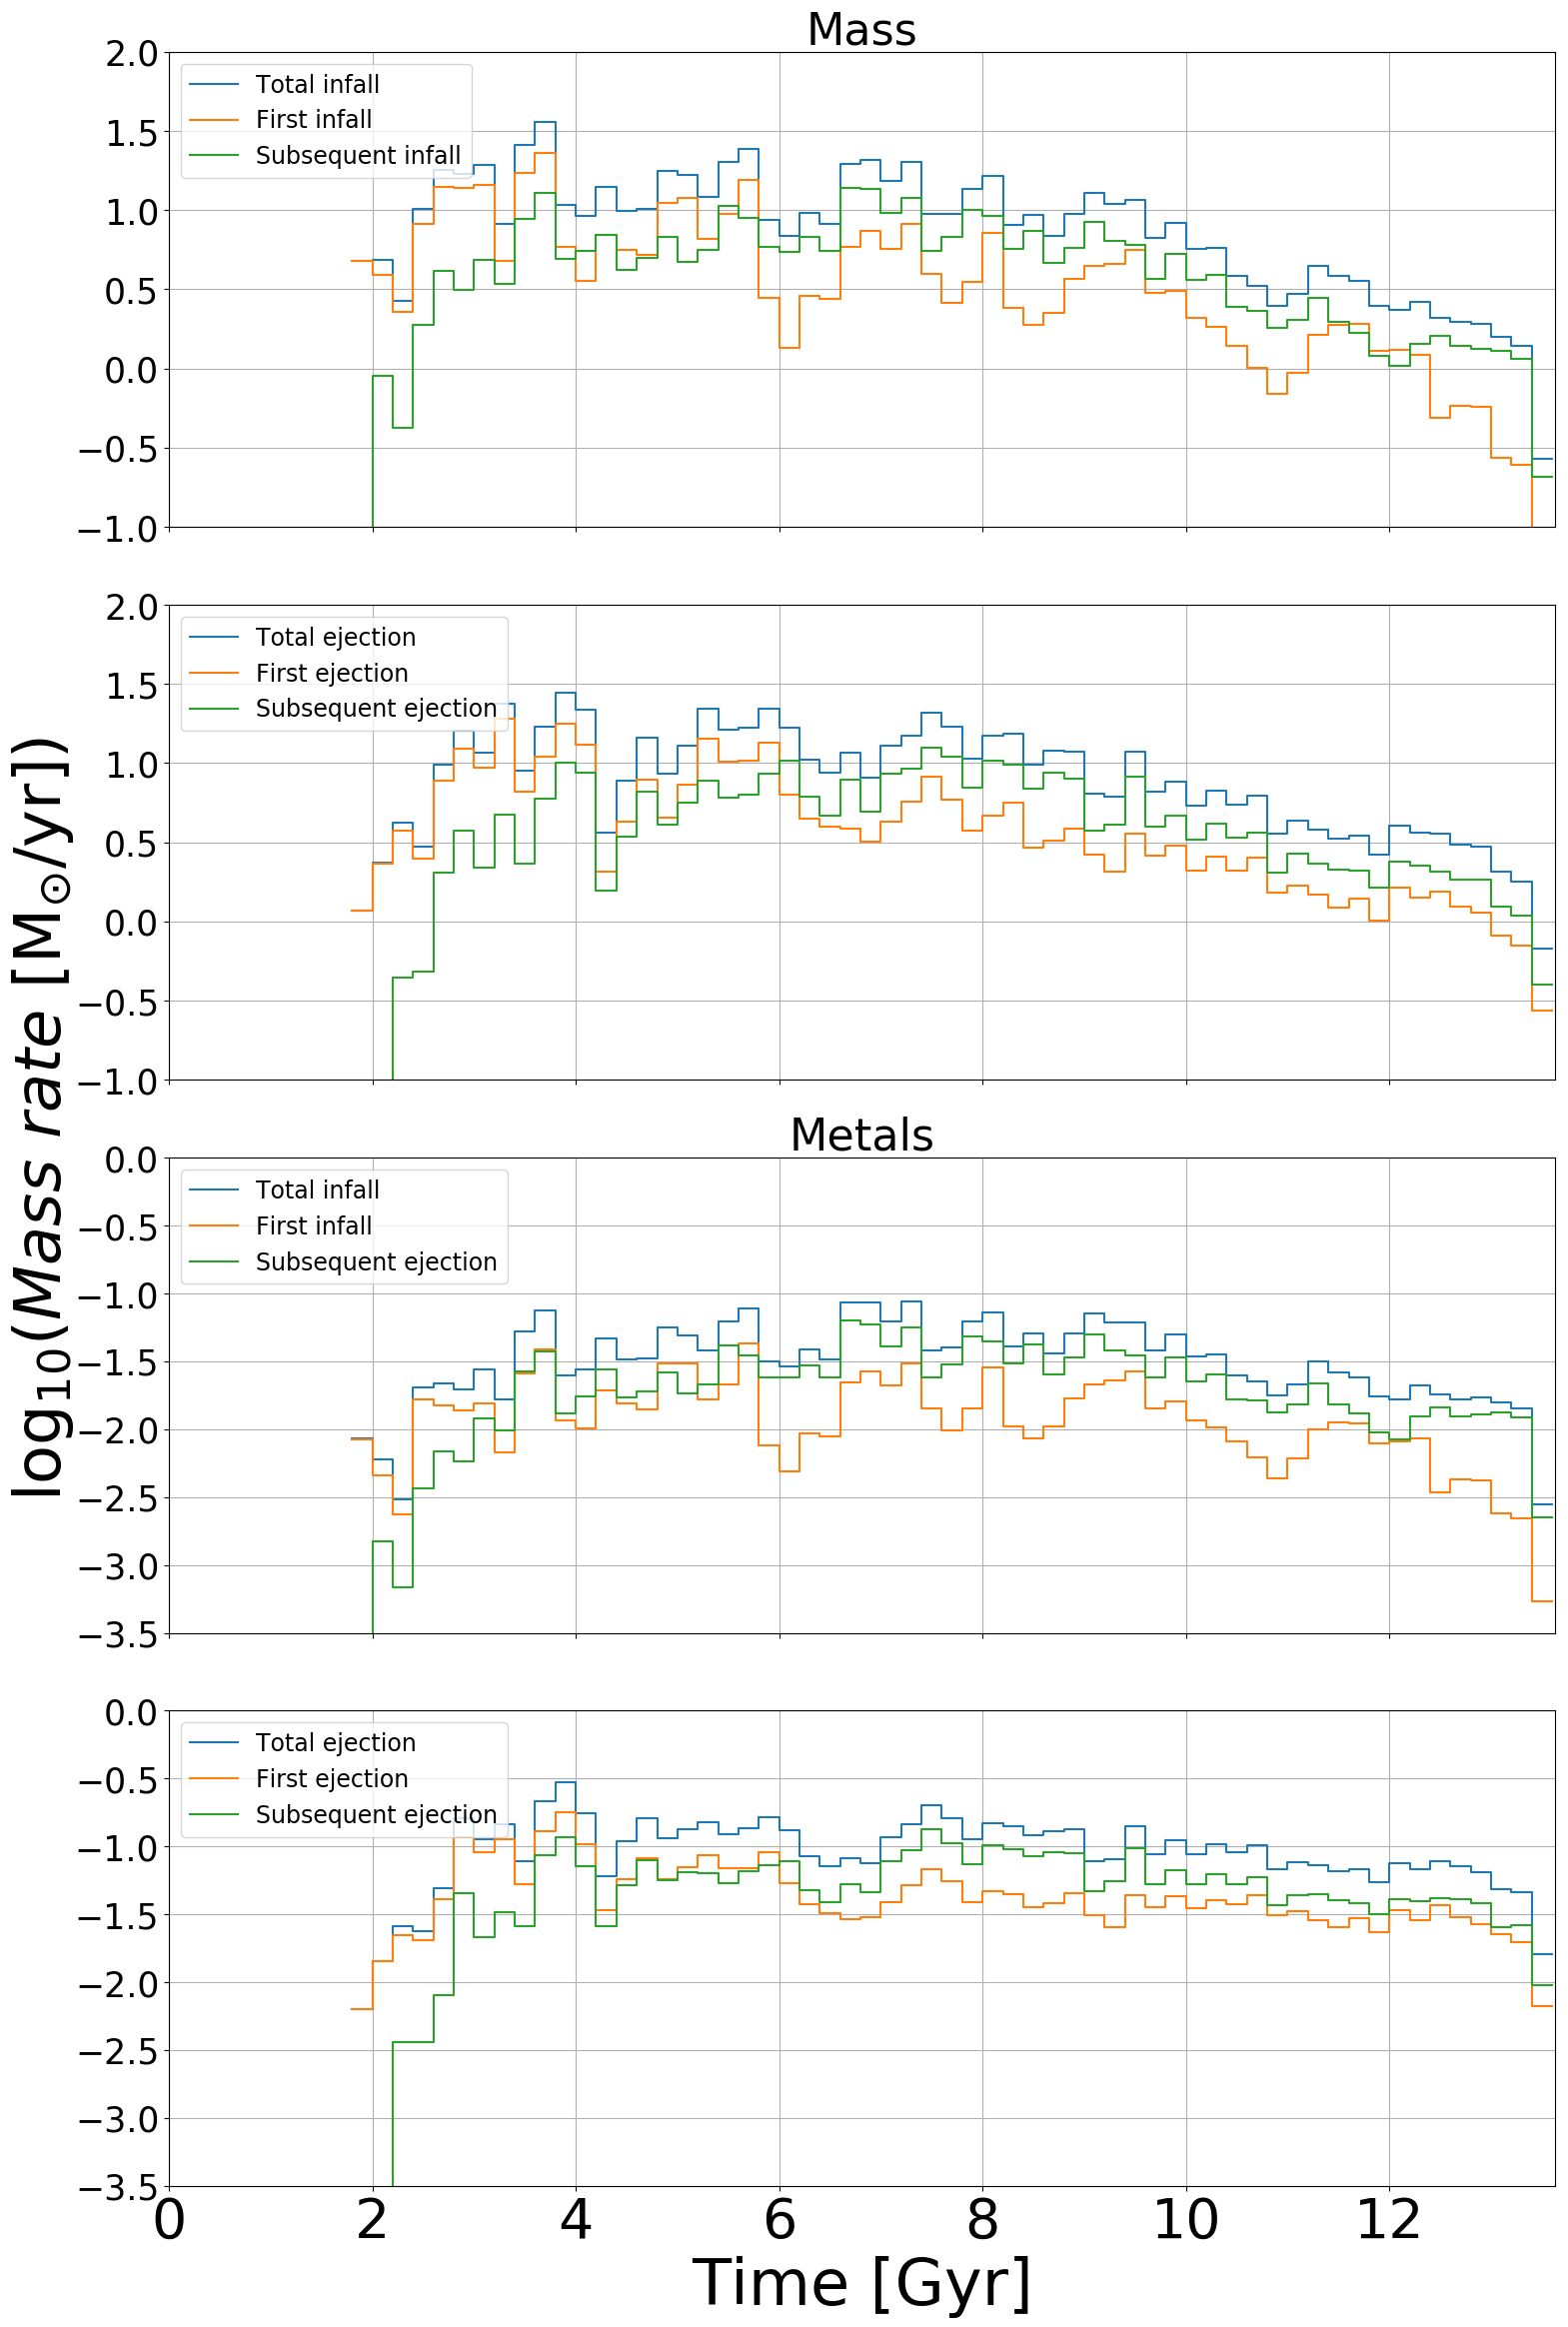 Mass
2.0
1.5
1.0
0.5
0.0
−0.5
−1.0
Total infall
First infall
Subsequent infall
2.0
1.5
1.0
0.5
0.0
−0.5
−1.0
Total ejection
First ejection
Subsequent ejection
log10(Mass rate [M⊙/yr])
Metals
0.0
−0.5
−1.0
−1.5
−2.0
−2.5
−3.0
−3.5
Total infall
First infall
Subsequent ejection
0.0
−0.5
−1.0
−1.5
−2.0
−2.5
−3.0
−3.5
Total ejection
First ejection
Subsequent ejection
0 2 4 6 8 10 12
Time [Gyr]